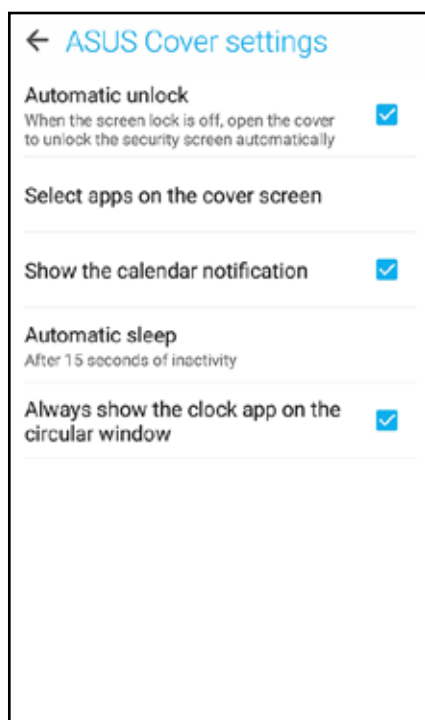 ASUS Cover settings
Automatic unlock
When the screen lock is off, open the cover
to unlock the security screen automatically
Select apps on the cover screen
Show the calendar notification
Automatic sleep
After 15 seconds of inactivity
Always show the clock app on the
circular window